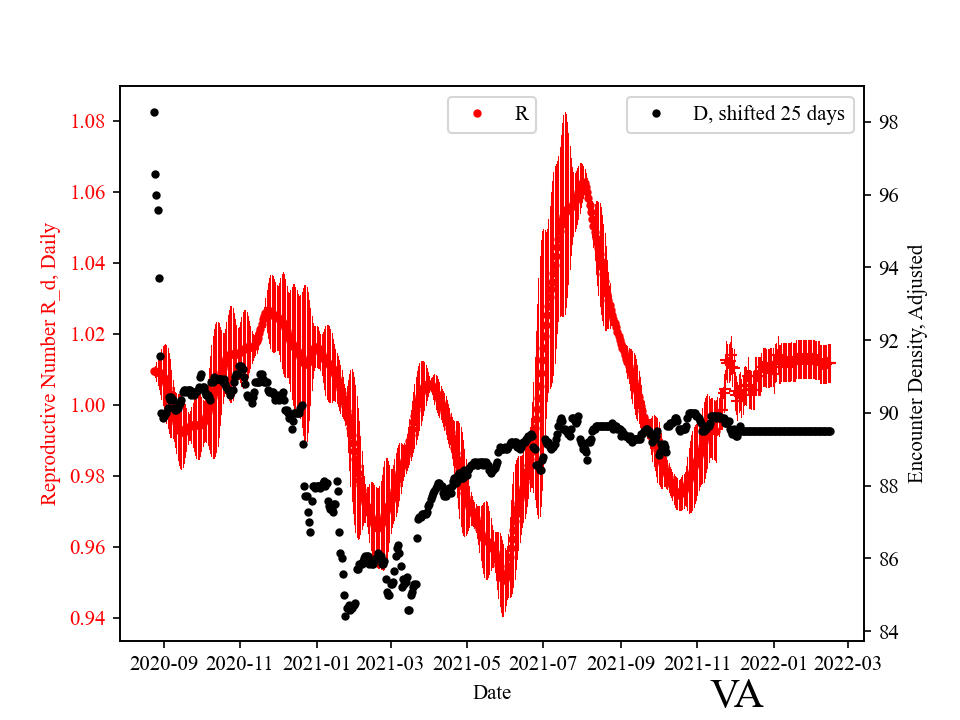 R
D, shifted 25 days
Reproductive Number R_d, Daily
1.08
1.06
1.04
1.02
1.00
0.98
0.96
0.94
98
96
94
92
90
88
86
84
Encounter Density, Adjusted
2020-09 2020-11 2021-01 2021-03 2021-05 2021-07 2021-09 2021-11 2022-01 2022-03
Date
VA